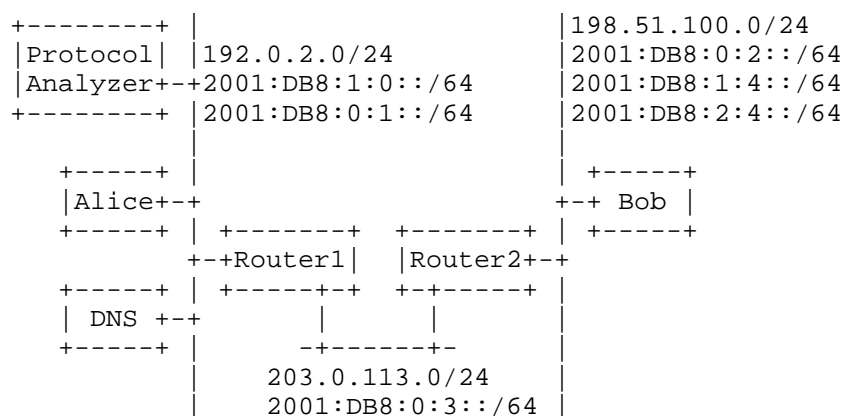 198.51.100.0/24
Protocol 192.0.2.0/24 2001:DB8:0:2::/64
Analyzer 2001:DB8:1:0::/64 2001:DB8:1:4::/64
2001:DB8:0:1::/64 2001:DB8:2:4::/64
Alice Bob
Router1 Router2
DNS
203.0.113.0/24
2001:DB8:0:3::/64